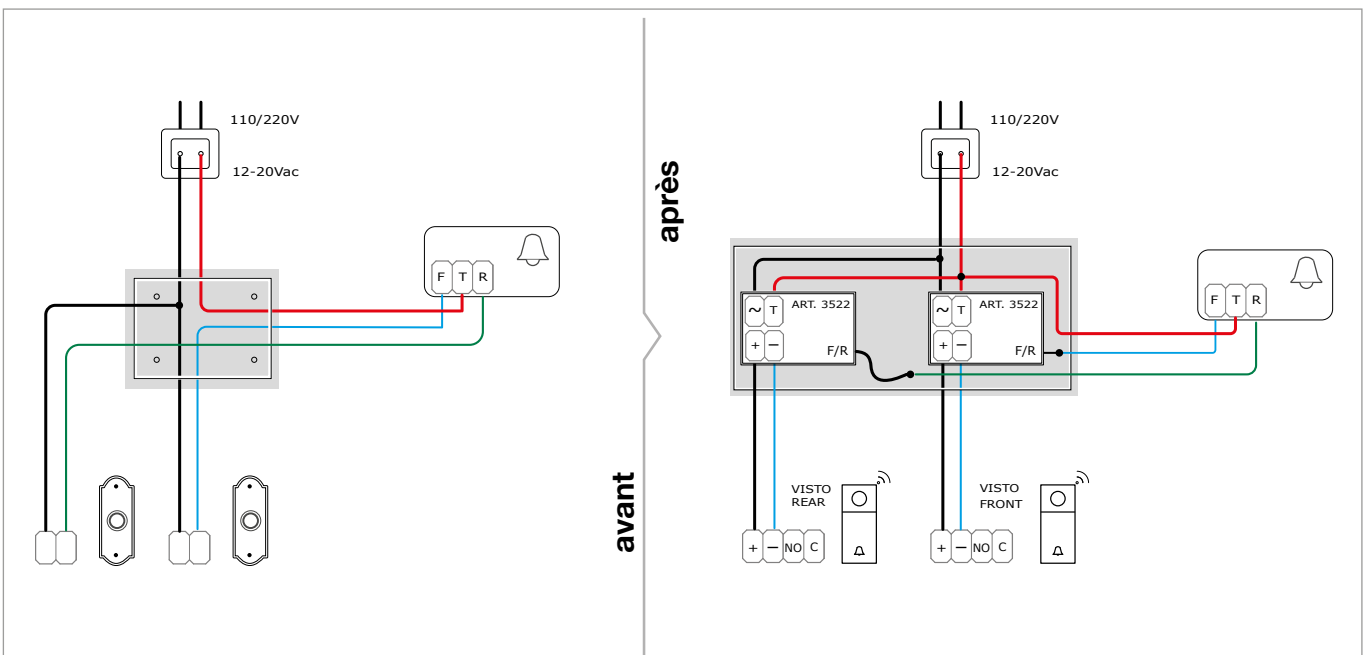 110/220V
12-20Vac
F T R
avant
après
110/220V
12-20Vac
F T R
~ T ART. 3522
+ − F/R
~ T ART. 3522
+ − F/R
VISTO
REAR
+ − NO C
VISTO
FRONT
+ − NO C